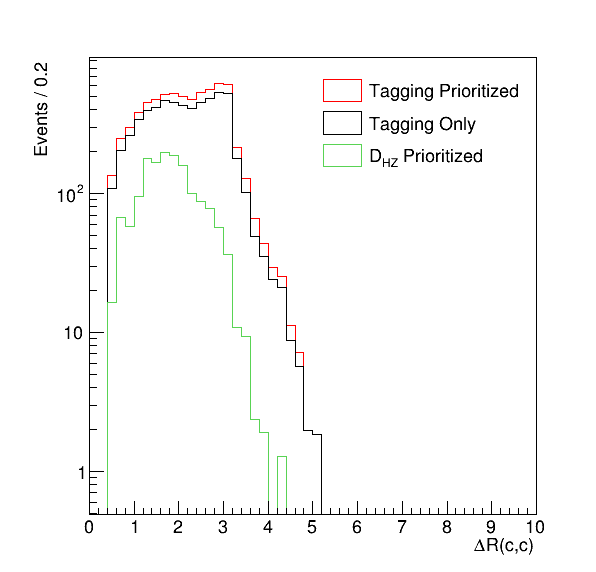 Events / 0.2
Tagging Prioritized
Tagging Only
D_HZ Prioritized
10^2
10
1
0 1 2 3 4 5 6 7 8 9 10
ΔR(c,c)